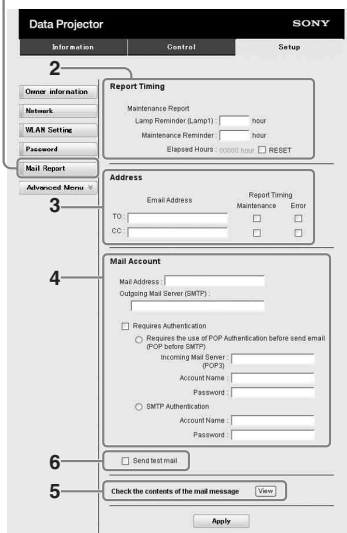 Data Projector
SONY
Information Control Setup
2
Owner information
Network
WLAN Setting
Password
Mail Report
Advanced Menu
Report Timing
Maintenance Report
Lamp Reminder (Lamp1) : hour
Maintenance Reminder : hour
Elapsed Hours : 00000 hour RESET
3
Address
Email Address
Report Timing
Maintenance Error
TO :
CC :
4
Mail Account
Mail Address :
Outgoing Mail Server (SMTP) :
Requires Authentication
Requires the use of POP Authentication before send email
(POP before SMTP)
Incoming Mail Server :
(POP3)
Account Name :
Password :
SMTP Authentication
Account Name :
Password :
6
Send test mail
5
Check the contents of the mail message View
Apply